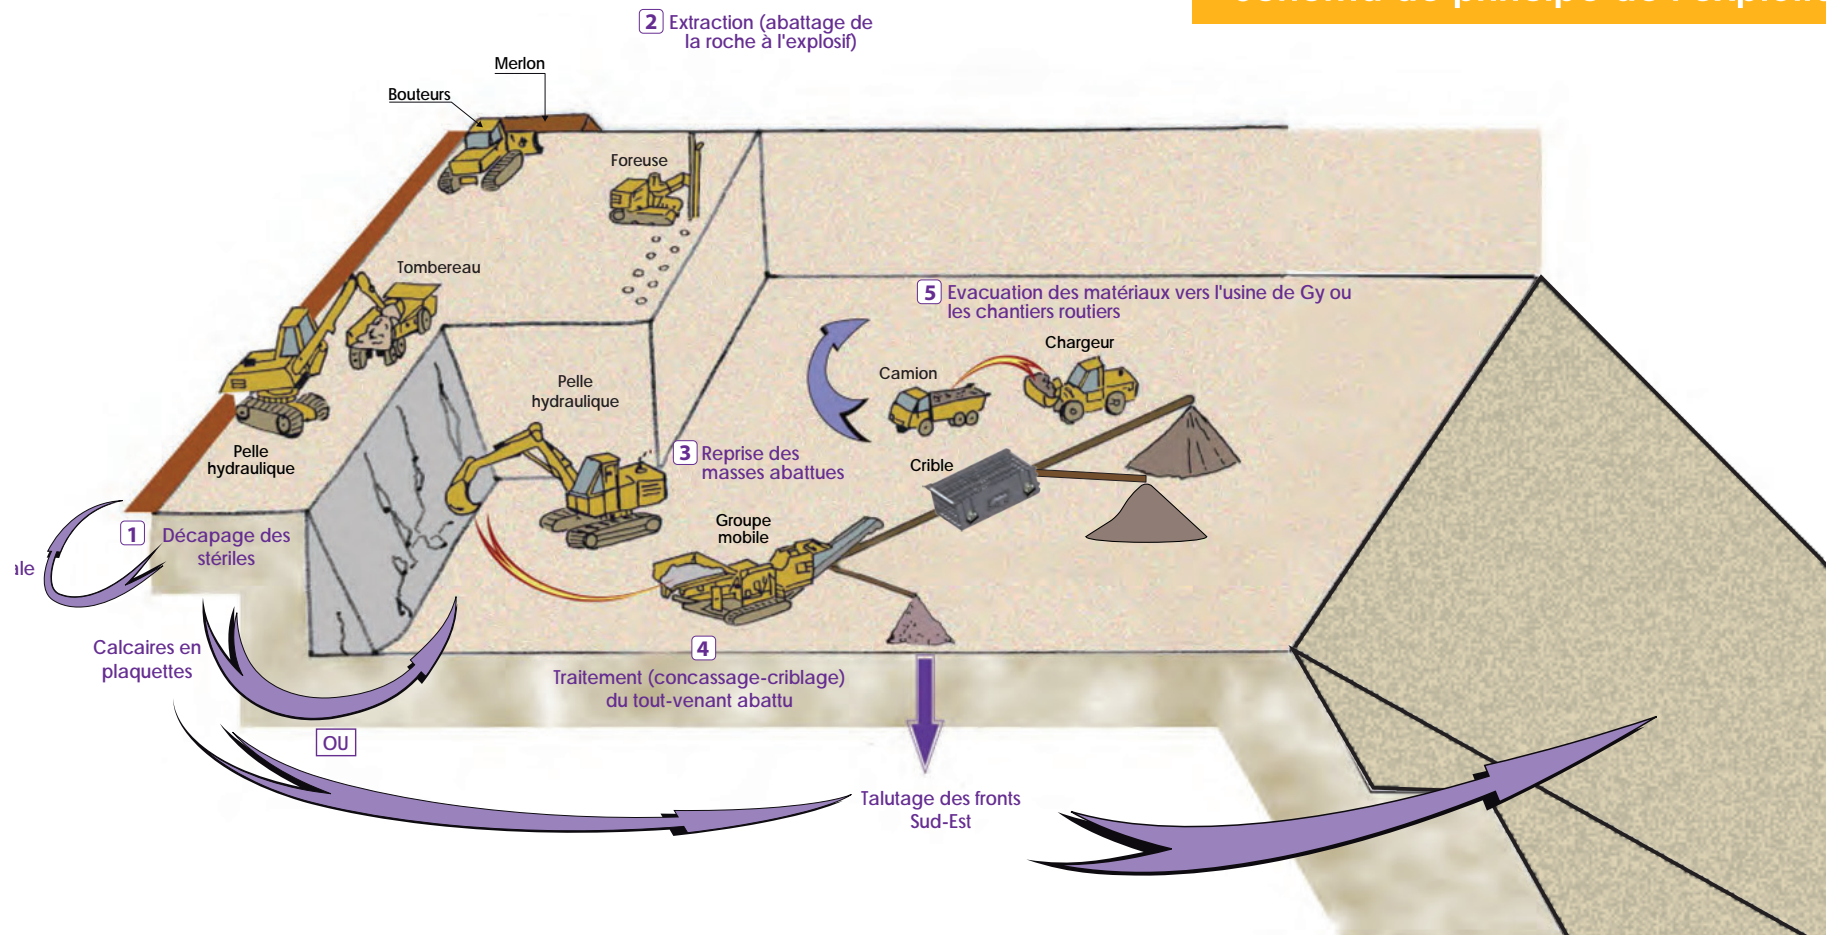 2 Extraction (abattage de
la roche à l'explosif)
Merlon
Bouteurs
Foreuse
Tombereau
5 Evacuation des matériaux vers l'usine de Gy ou
les chantiers routiers
Chargeur
Camion
Pelle
hydraulique
Pelle
hydraulique
3 Reprise des
masses abattues
Crible
Groupe
mobile
1 Décapage des
stériles
Calcaires en
plaquettes
4
Traitement (concassage-criblage)
du tout-venant abattu
OU
Talutage des fronts
Sud-Est